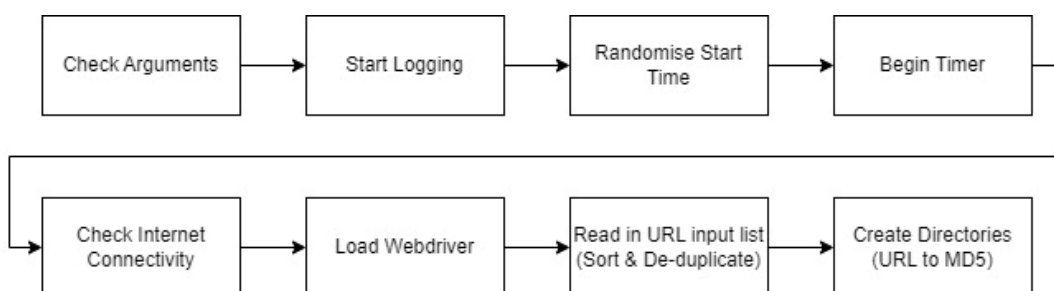 Check Arguments
Start Logging
Randomise Start
Time
Begin Timer
Check Internet
Connectivity
Load Webdriver
Read in URL input list
(Sort & De-duplicate)
Create Directories
(URL to MD5)